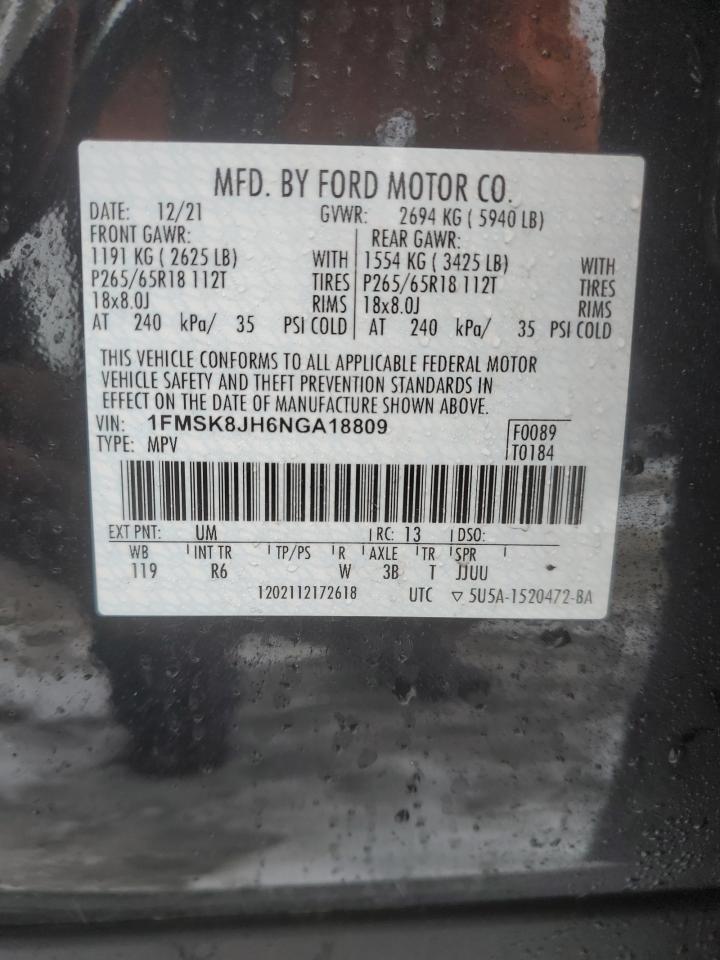 MFD. BY FORD MOTOR CO.
DATE: 12/21 GVWR: 2694 KG ( 5940 LB)
FRONT GAWR: REAR GAWR:
1191 KG ( 2625 LB) WITH 1554 KG ( 3425 LB) WITH
P265/65R18 112T TIRES P265/65R18 112T TIRES
18x8.0J RIMS 18x8.0J RIMS
AT 240 kPa/ 35 PSI COLD AT 240 kPa/ 35 PSI COLD
THIS VEHICLE CONFORMS TO ALL APPLICABLE FEDERAL MOTOR
VEHICLE SAFETY AND THEFT PREVENTION STANDARDS IN
EFFECT ON THE DATE OF MANUFACTURE SHOWN ABOVE.
VIN: 1FMSK8JH6NGA18809 F0089
TYPE: MPV T0184
EXT PNT: UM RC: 13 DSO:
WB INT TR TP/PS R AXLE TR SPR
119 R6 W 3B T JJUU
1202112172618 UTC ▽ 5U5A-1520472-BA